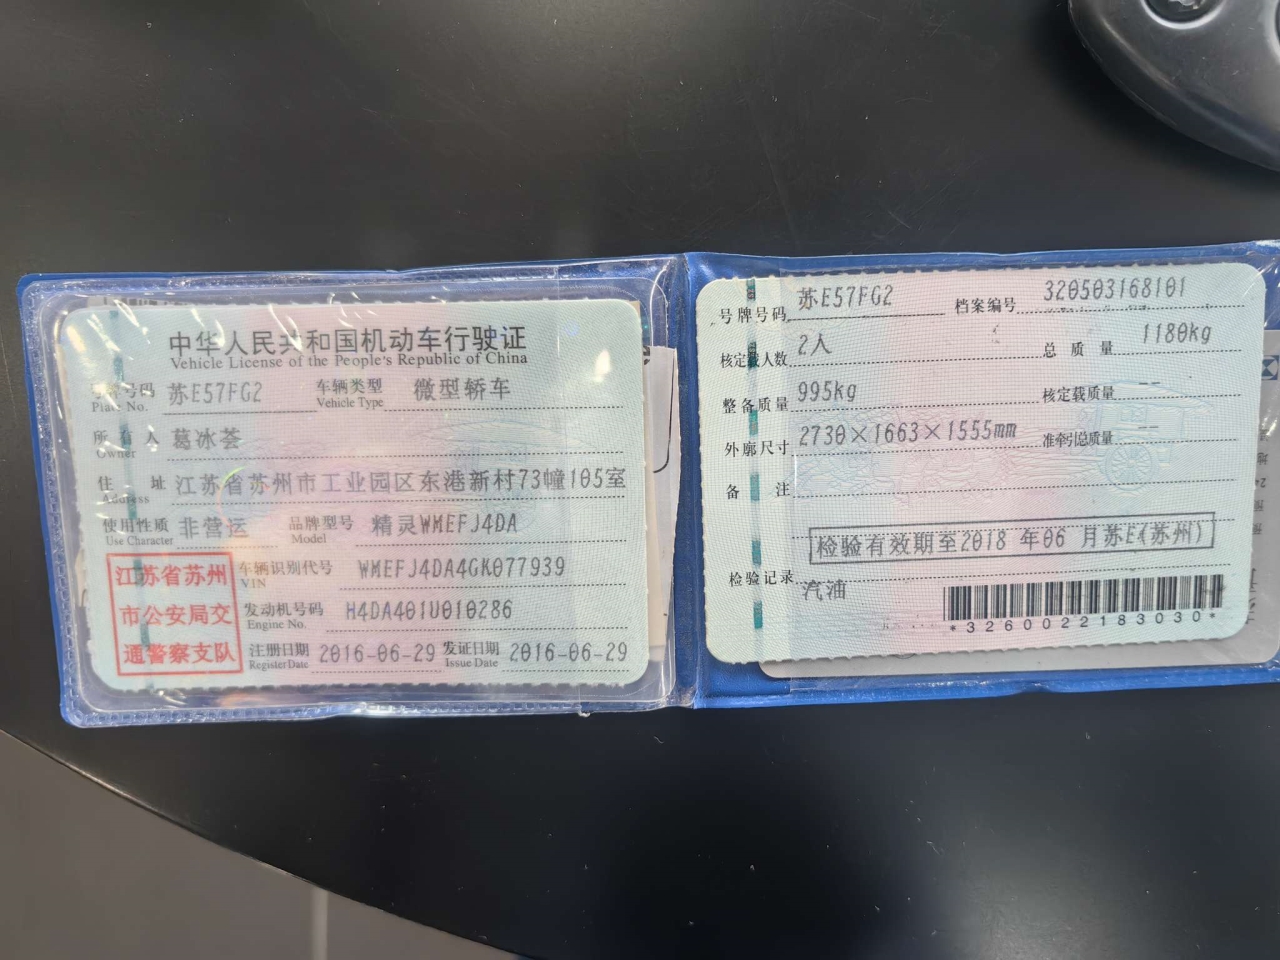 中华人民共和国机动车行驶证
Vehicle License of the People's Republic of China
号牌号码 苏E57FG2 车辆类型 微型轿车
Plate No. Vehicle Type
所有人 葛冰荟
Owner
住址 江苏省苏州市工业园区东港新村73幢105室
Address
使用性质 非营运 品牌型号 精灵WMEFJ4DA
Use Character Model
江苏省苏州市公安局交通警察支队
车辆识别代号 WMEFJ4DA4GK077939
VIN
发动机号码 H4DA401U010286
Engine No.
注册日期 2016-06-29 发证日期 2016-06-29
Register Date Issue Date
号牌号码 苏E57FG2 档案编号 320503168101
核定载人数 2人 总质量 1180kg
整备质量 995kg 核定载质量 --
外廓尺寸 2730×1663×1555mm 准牵引总质量 --
备注
检验有效期至2018 年06 月苏E(苏州)
检验记录
汽油
*3260022183030*